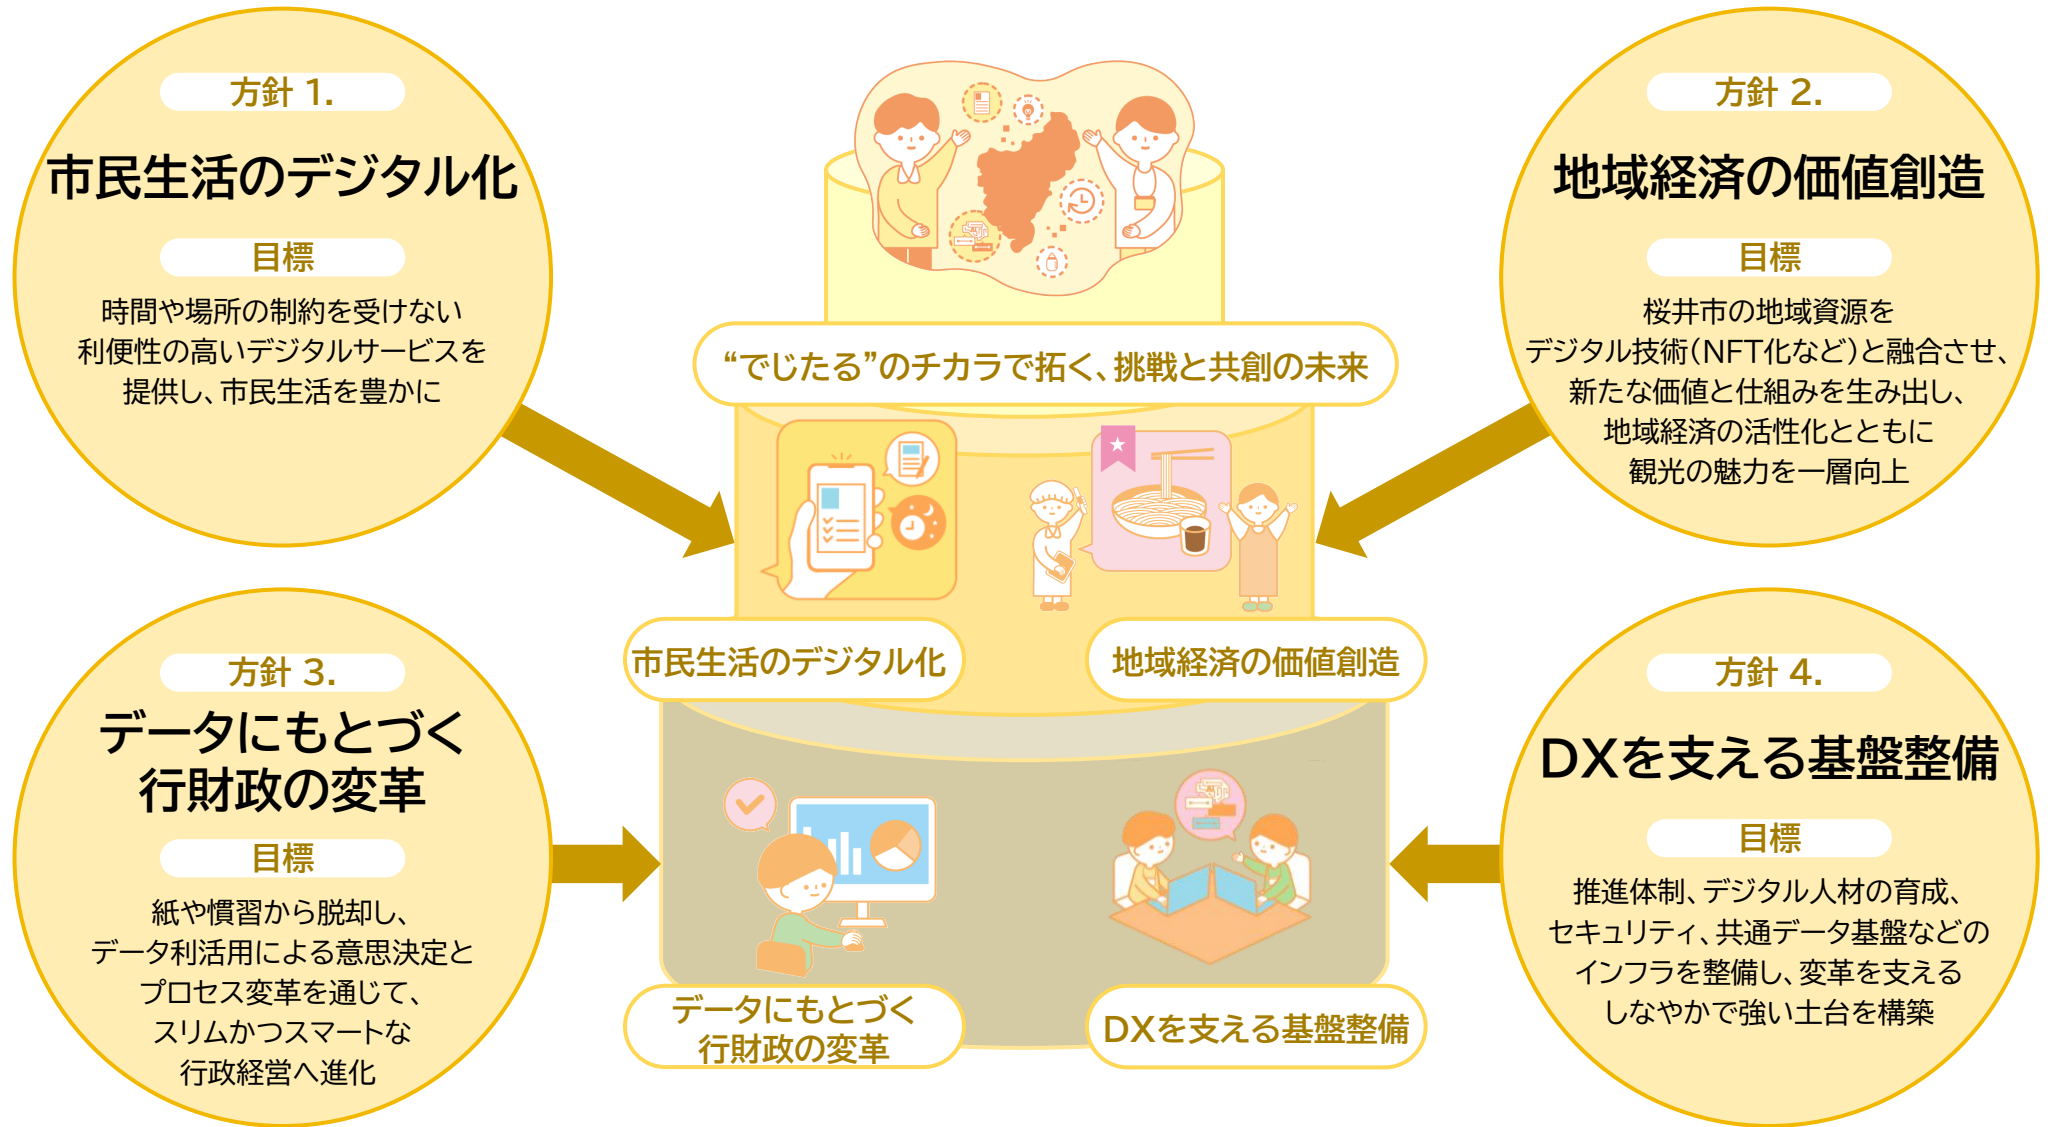 方針 1.
市民生活のデジタル化
目標
時間や場所の制約を受けない
利便性の高いデジタルサービスを
提供し、市民生活を豊かに
方針 2.
地域経済の価値創造
目標
桜井市の地域資源を
デジタル技術(NFT化など)と融合させ、
新たな価値と仕組みを生み出し、
地域経済の活性化とともに
観光の魅力を一層向上
“でじたる”のチカラで拓く、挑戦と共創の未来
市民生活のデジタル化
地域経済の価値創造
方針 3.
データにもとづく
行財政の変革
目標
紙や慣習から脱却し、
データ利活用による意思決定と
プロセス変革を通じて、
スリムかつスマートな
行政経営へ進化
データにもとづく
行財政の変革
DXを支える基盤整備
方針 4.
DXを支える基盤整備
目標
推進体制、デジタル人材の育成、
セキュリティ、共通データ基盤などの
インフラを整備し、変革を支える
しなやかで強い土台を構築